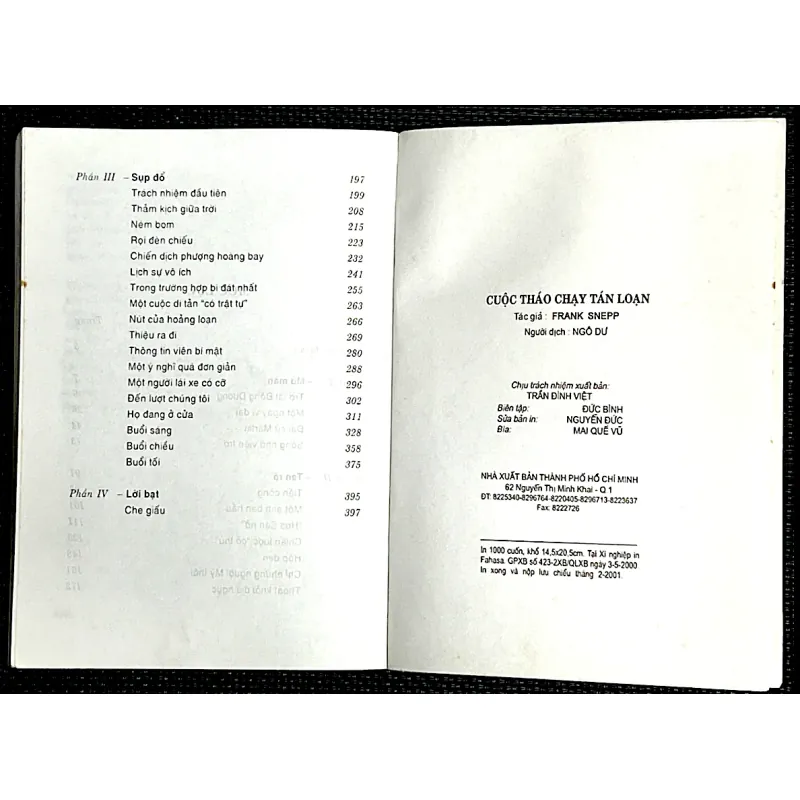 Phần III – Sụp đổ 197
Trách nhiệm đầu tiên 199
Thảm kịch giữa trời 208
Ném bom 215
Rọi đèn chiếu 223
Chiến dịch phượng hoàng bay 232
Lịch sự vô ích 241
Trong trường hợp bi đát nhất 255
Một cuộc di tản "có trật tự" 263
Nút của hoảng loạn 266
Thiệu ra đi 269
Thông tin viên bí mật 280
Một ý nghĩ quá đơn giản 288
Một người lái xe có cỡ 296
Đến lượt chúng tôi 302
Họ đang ở cửa 311
Buổi sáng 328
Buổi chiều 358
Buổi tối 375
Phần IV – Lời bạt 395
Che giấu 397
CUỘC THÁO CHẠY TÁN LOẠN
Tác giả : FRANK SNEPP
Người dịch : NGÔ DƯ
Chịu trách nhiệm xuất bản:
TRẦN ĐÌNH VIỆT
Biên tập: ĐỨC BÌNH
Sửa bản in: NGUYÊN ĐỨC
Bìa: MAI QUẾ VŨ
NHÀ XUẤT BẢN THÀNH PHỐ HỒ CHÍ MINH
62 Nguyễn Thị Minh Khai - Q 1
ĐT: 8225340-8296764-8220405-8296713-8223637
Fax: 8222726
In 1000 cuốn, khổ 14,5x20,5cm. Tại Xí nghiệp in
Fahasa. GPXB số 423-2XB/QLXB ngày 3-5-2000
In xong và nộp lưu chiểu tháng 2-2001.